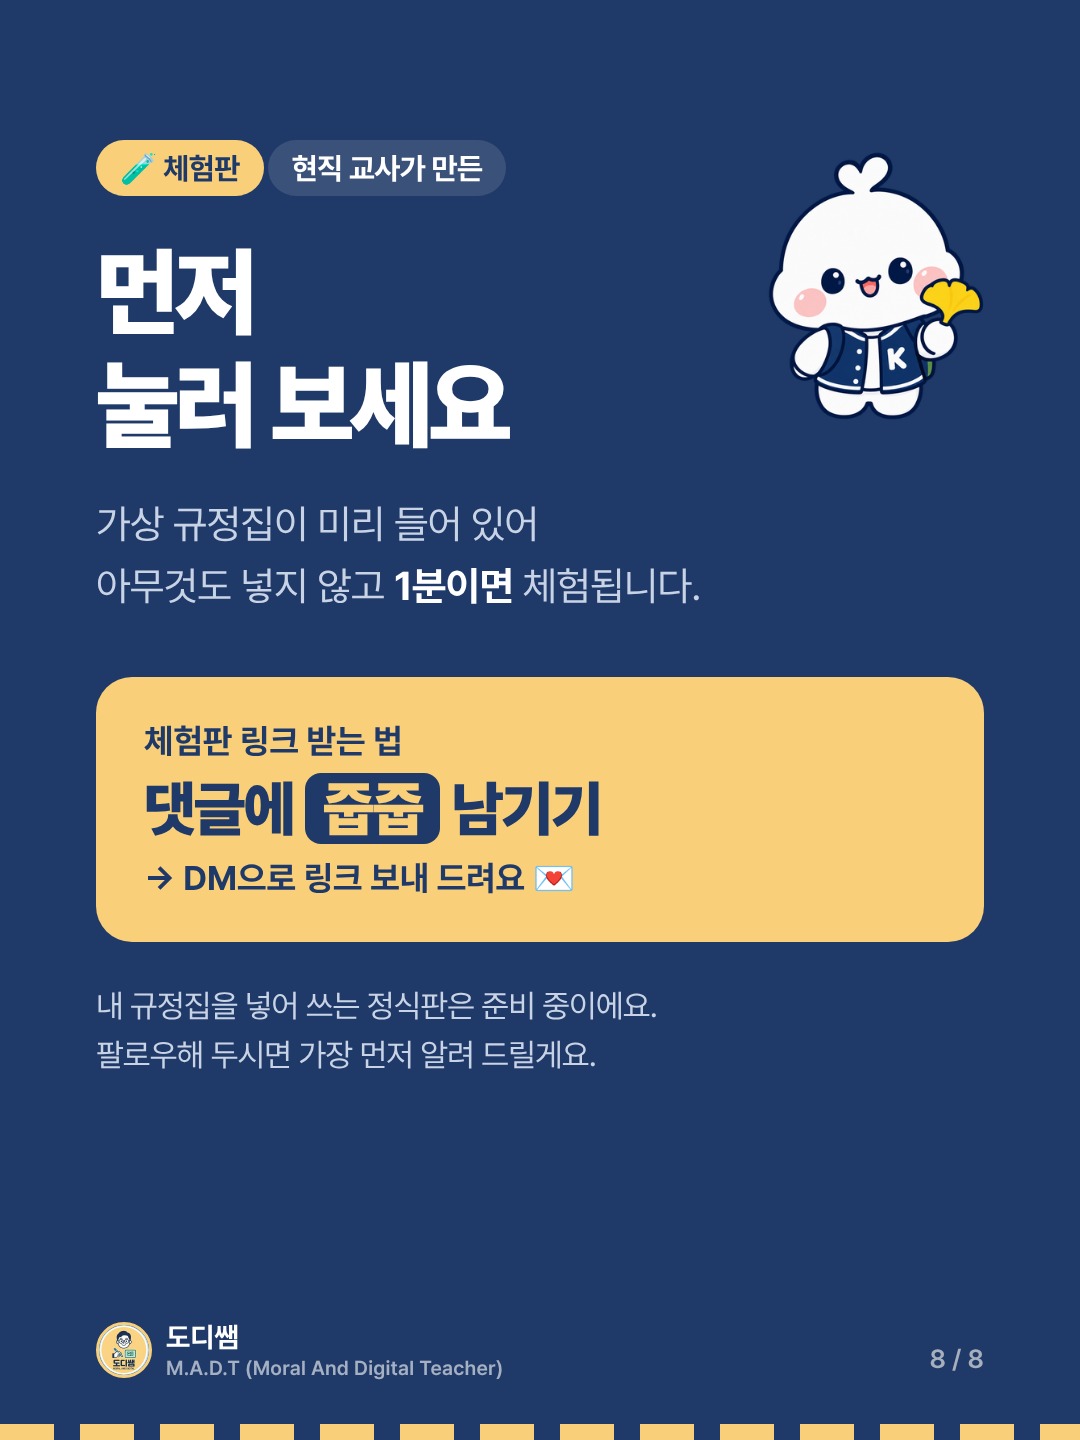 🧪 체험판 현직 교사가 만든
먼저
눌러 보세요
K
가상 규정집이 미리 들어 있어
아무것도 넣지 않고 1분이면 체험됩니다.
체험판 링크 받는 법
댓글에 줍줍 남기기
→ DM으로 링크 보내 드려요 💌
내 규정집을 넣어 쓰는 정식판은 준비 중이에요.
팔로우해 두시면 가장 먼저 알려 드릴게요.
도디쌤
도디쌤
M.A.D.T (Moral And Digital Teacher)
8 / 8